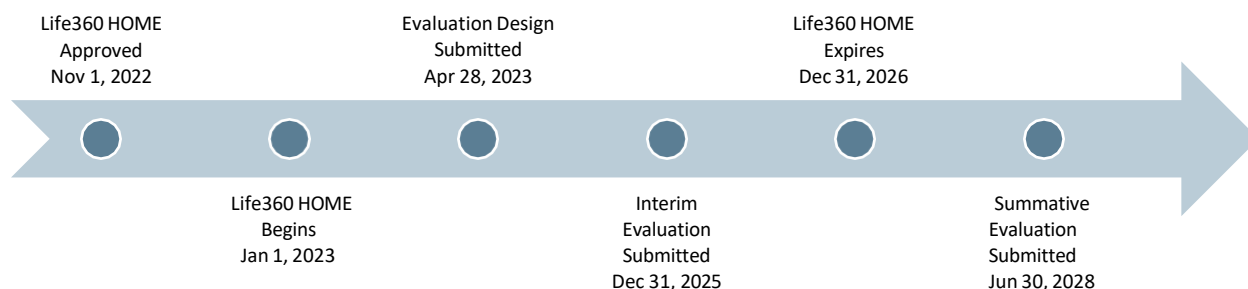 Life360 HOME
Approved
Nov 1, 2022
Life360 HOME
Begins
Jan 1, 2023
Evaluation Design
Submitted
Apr 28, 2023
Interim
Evaluation
Submitted
Dec 31, 2025
Life360 HOME
Expires
Dec 31, 2026
Summative
Evaluation
Submitted
Jun 30, 2028